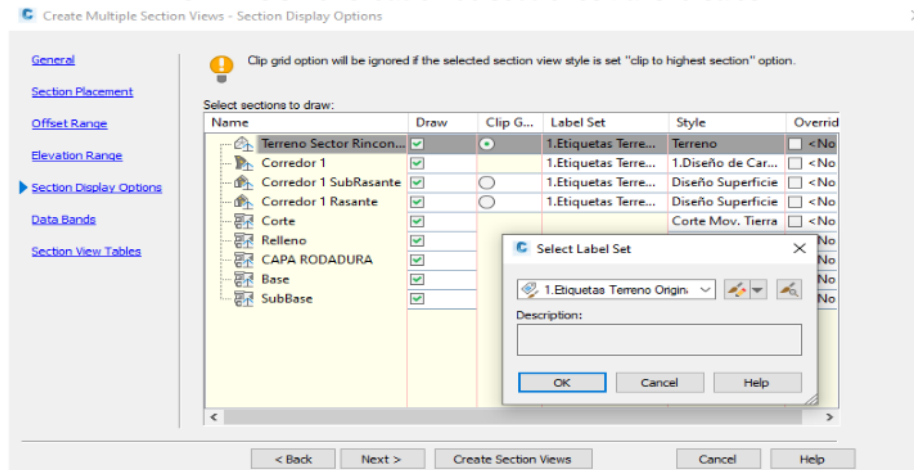 Create Multiple Section Views - Section Display Options
General
Section Placement
Offset Range
Elevation Range
Section Display Options
Data Bands
Section View Tables
Clip grid option will be ignored if the selected section view style is set "clip to highest section" option.
Select sections to draw:
Name Draw Clip G... Label Set Style Overrid
Terreno Sector Rincon... 1.Etiquetas Terre... Terreno <No
Corredor 1 1.Etiquetas Terre... 1.Diseño de Car... <No
Corredor 1 SubRasante 1.Etiquetas Terre... Diseño Superficie <No
Corredor 1 Rasante 1.Etiquetas Terre... Diseño Superficie <No
Corte Corte Mov. Tierra <No
Relleno No
CAPA RODADURA No
Base No
SubBase No
Select Label Set
1.Etiquetas Terreno Origin
Description:
OK Cancel Help
< Back Next > Create Section Views Cancel Help